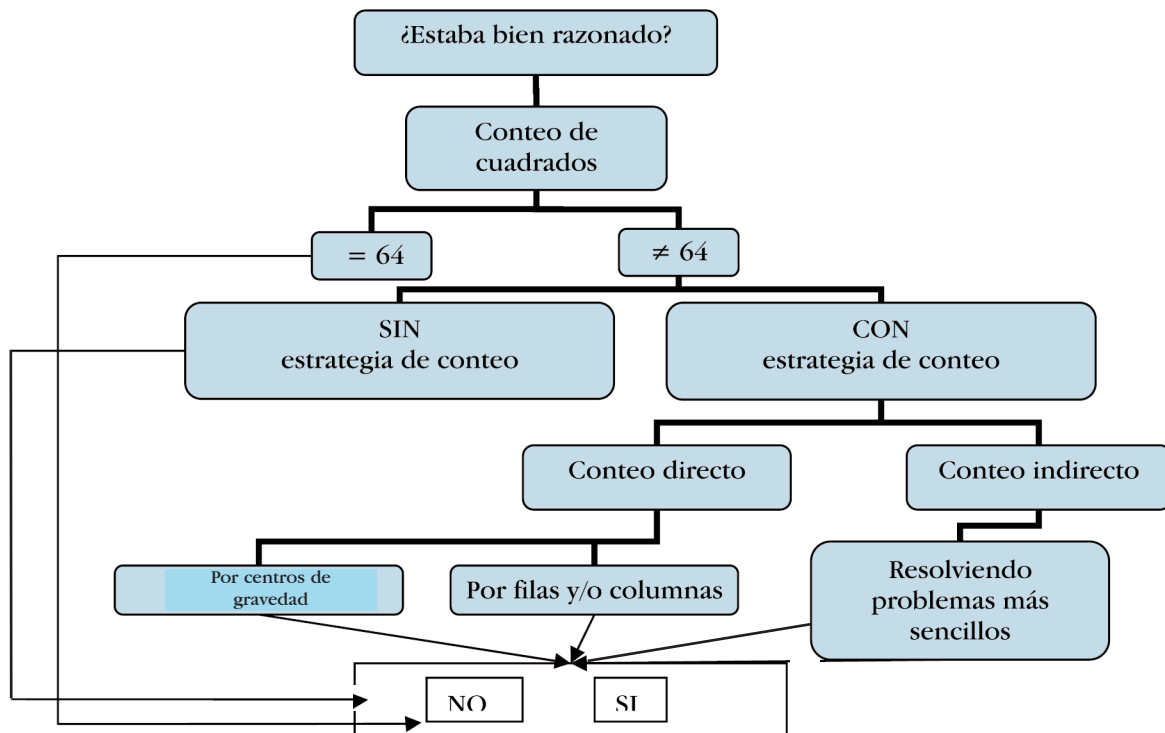 ¿Estaba bien razonado?
Conteo de
cuadrados
= 64
≠ 64
SIN
estrategia de conteo
CON
estrategia de conteo
Conteo directo
Conteo indirecto
Por centros de
gravedad
Por filas y/o columnas
Resolviendo
problemas más
sencillos
NO
SI